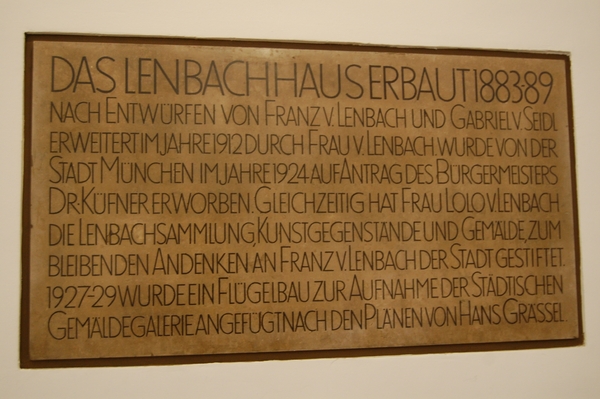 DAS LENBACHHAUS ERBAUT 1883-89
NACH ENTWÜRFEN VON FRANZ V. LENBACH UND GABRIEL V. SEIDL
ERWEITERT IM JAHRE 1912 DURCH FRAU V. LENBACH WURDE VON DER
STADT MÜNCHEN IM JAHRE 1924 AUF ANTRAG DES BÜRGERMEISTERS
DR. KÜFNER ERWORBEN. GLEICHZEITIG HAT FRAU LOLO V. LENBACH
DIE LENBACHSAMMLUNG, KUNSTGEGENSTÄNDE UND GEMÄLDE, ZUM
BLEIBENDEN ANDENKEN AN FRANZ V. LENBACH DER STADT GESTIFTET.
1927-29 WURDE EIN FLÜGELBAU ZUR AUFNAHME DER STÄDTISCHEN
GEMÄLDEGALERIE ANGEFÜGT NACH DEN PLÄNEN VON HANS GRÄSSEL.